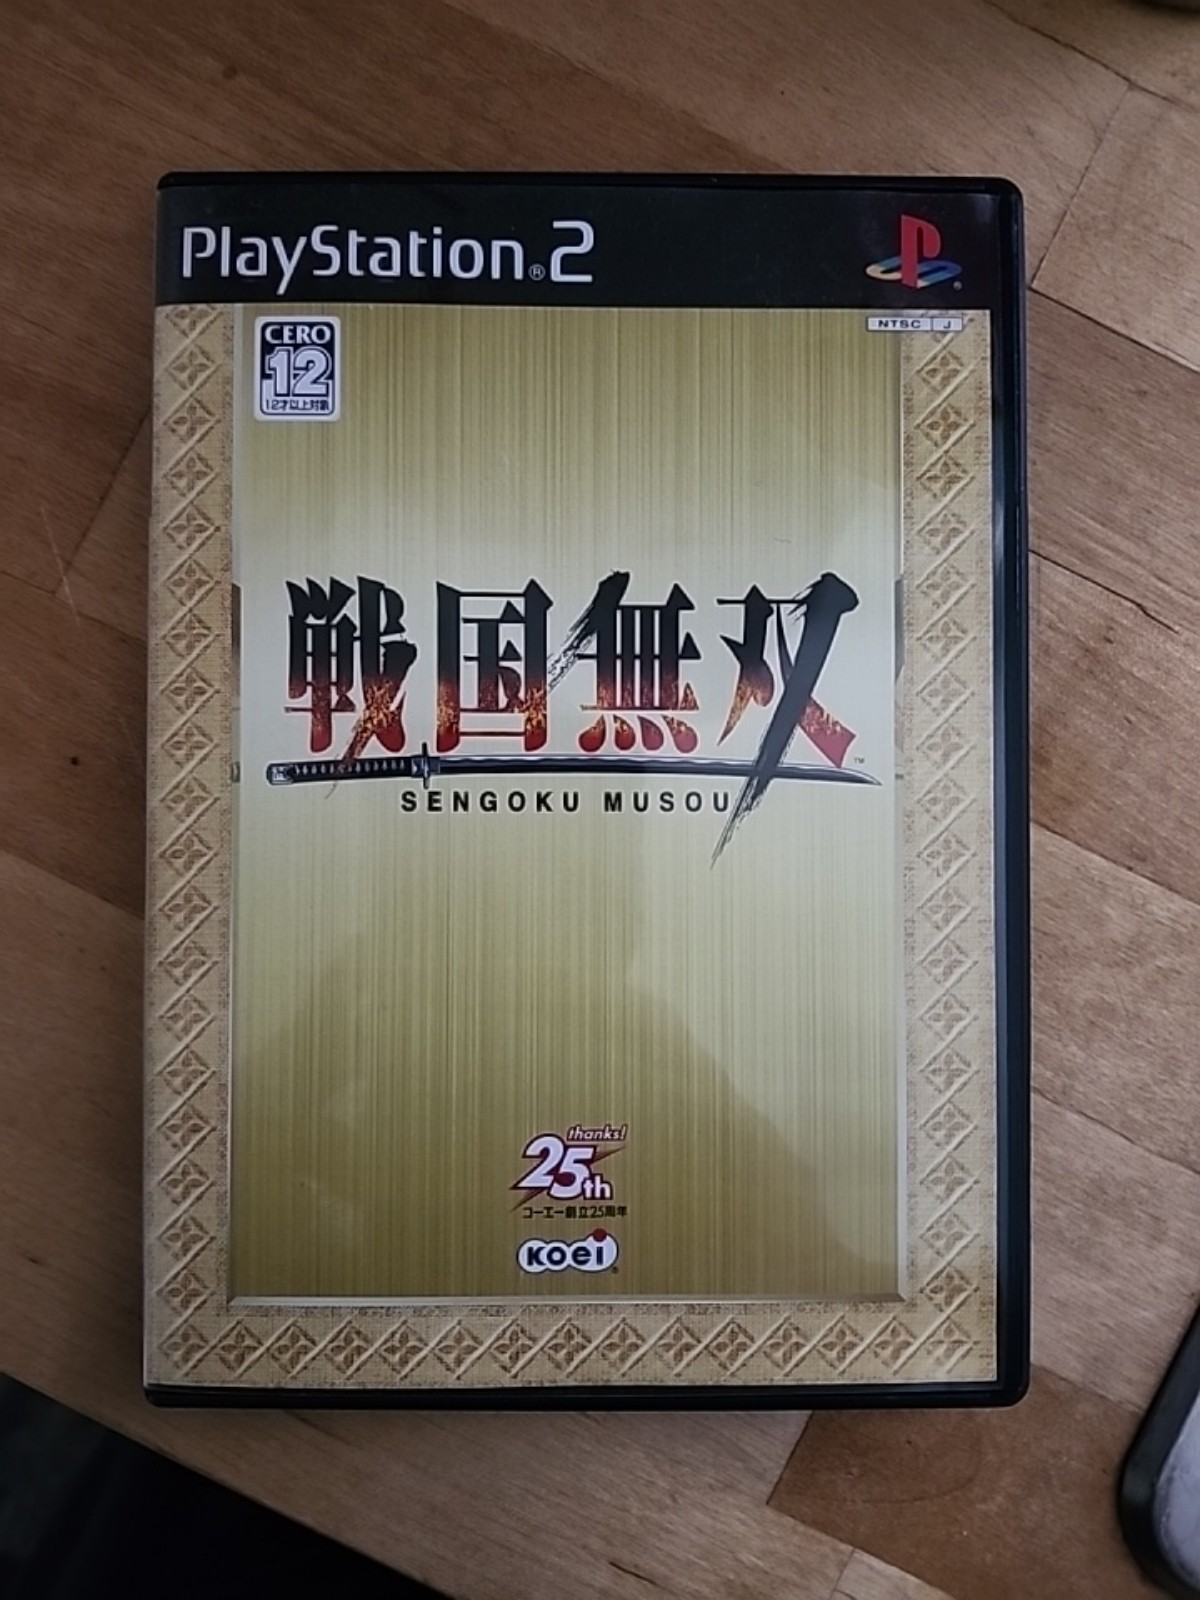 PlayStation®2
NTSC J
CERO
12
12才以上対象
戦国無双
™
SENGOKU MUSOU
thanks!
25th
コーエー創立25周年
KOEI®